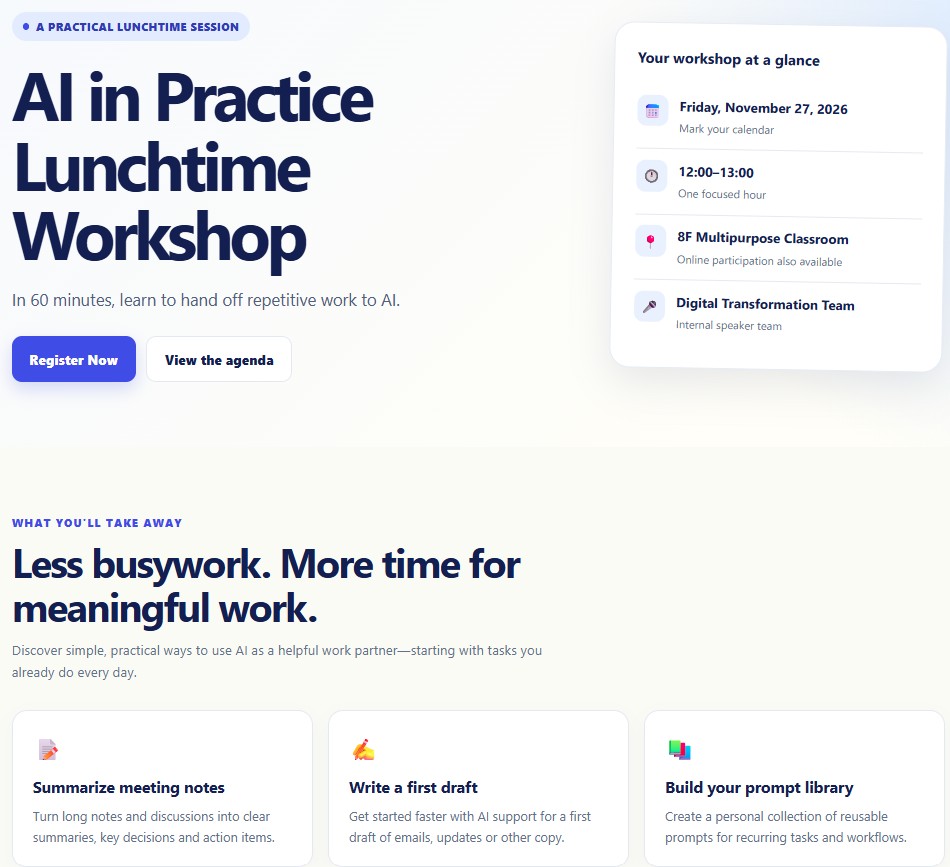 A PRACTICAL LUNCHTIME SESSION
AI in Practice
Lunchtime
Workshop
In 60 minutes, learn to hand off repetitive work to AI.
Register Now
View the agenda
Your workshop at a glance
Friday, November 27, 2026
Mark your calendar
12:00–13:00
One focused hour
8F Multipurpose Classroom
Online participation also available
Digital Transformation Team
Internal speaker team
WHAT YOU'LL TAKE AWAY
Less busywork. More time for
meaningful work.
Discover simple, practical ways to use AI as a helpful work partner—starting with tasks you
already do every day.
Summarize meeting notes
Turn long notes and discussions into clear
summaries, key decisions and action items.
Write a first draft
Get started faster with AI support for a first
draft of emails, updates or other copy.
Build your prompt library
Create a personal collection of reusable
prompts for recurring tasks and workflows.